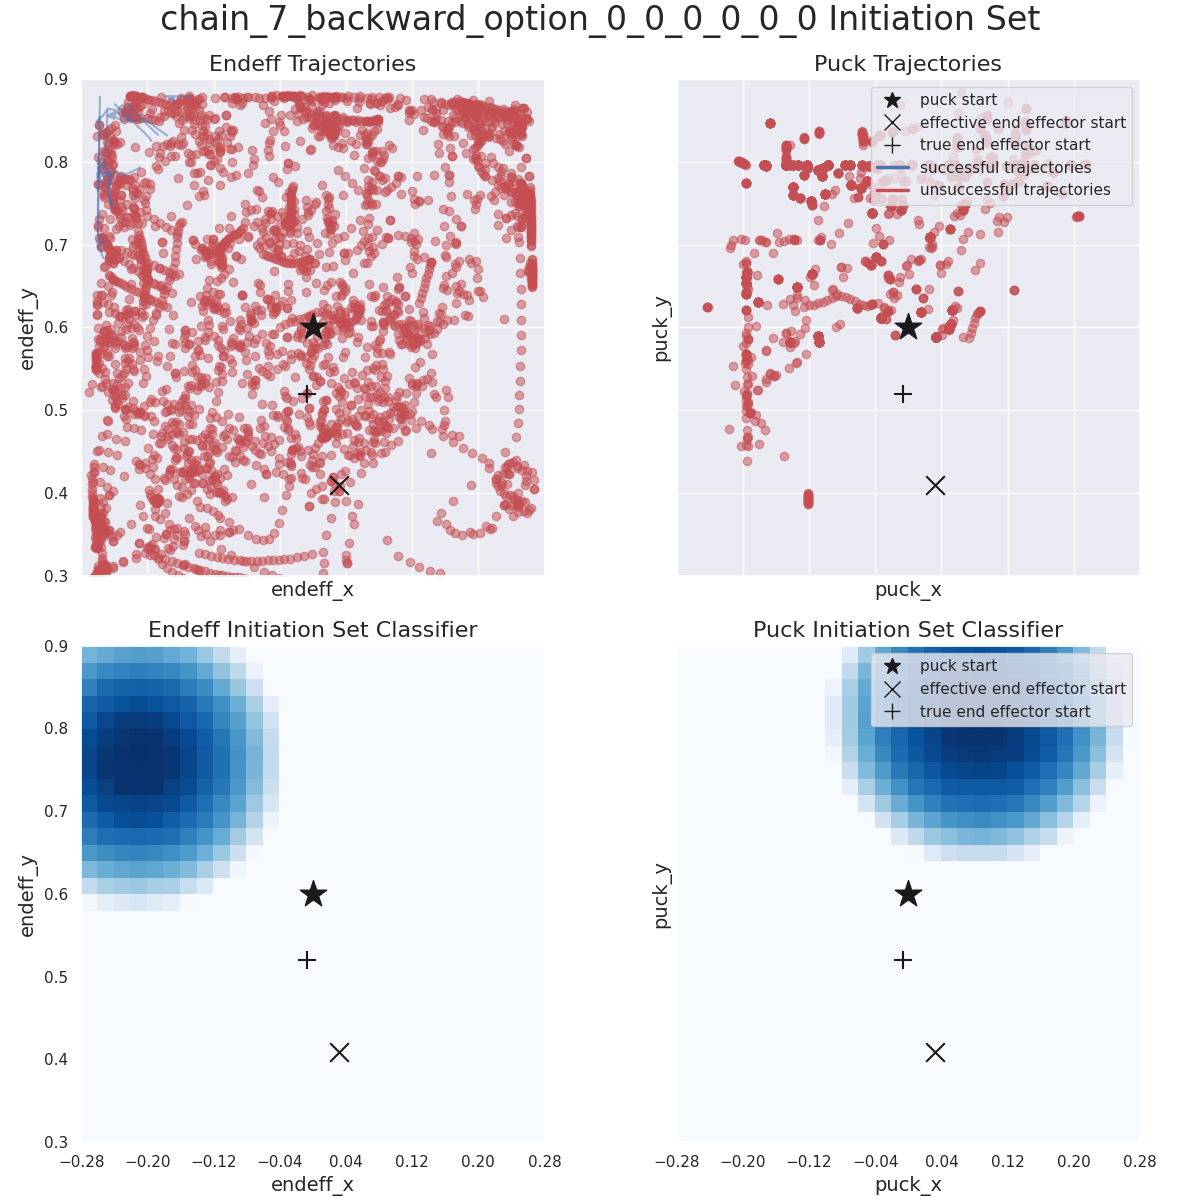 chain_7_backward_option_0_0_0_0_0_0 Initiation Set
Endeff Trajectories
Puck Trajectories
0.9
0.8
0.7
0.6
0.5
0.4
0.3
endeff_y
endeff_x
puck start
effective end effector start
true end effector start
successful trajectories
unsuccessful trajectories
puck_y
puck_x
Endeff Initiation Set Classifier
Puck Initiation Set Classifier
0.9
0.8
0.7
0.6
0.5
0.4
0.3
endeff_y
−0.28 −0.20 −0.12 −0.04 0.04 0.12 0.20 0.28
endeff_x
puck start
effective end effector start
true end effector start
puck_y
−0.28 −0.20 −0.12 −0.04 0.04 0.12 0.20 0.28
puck_x